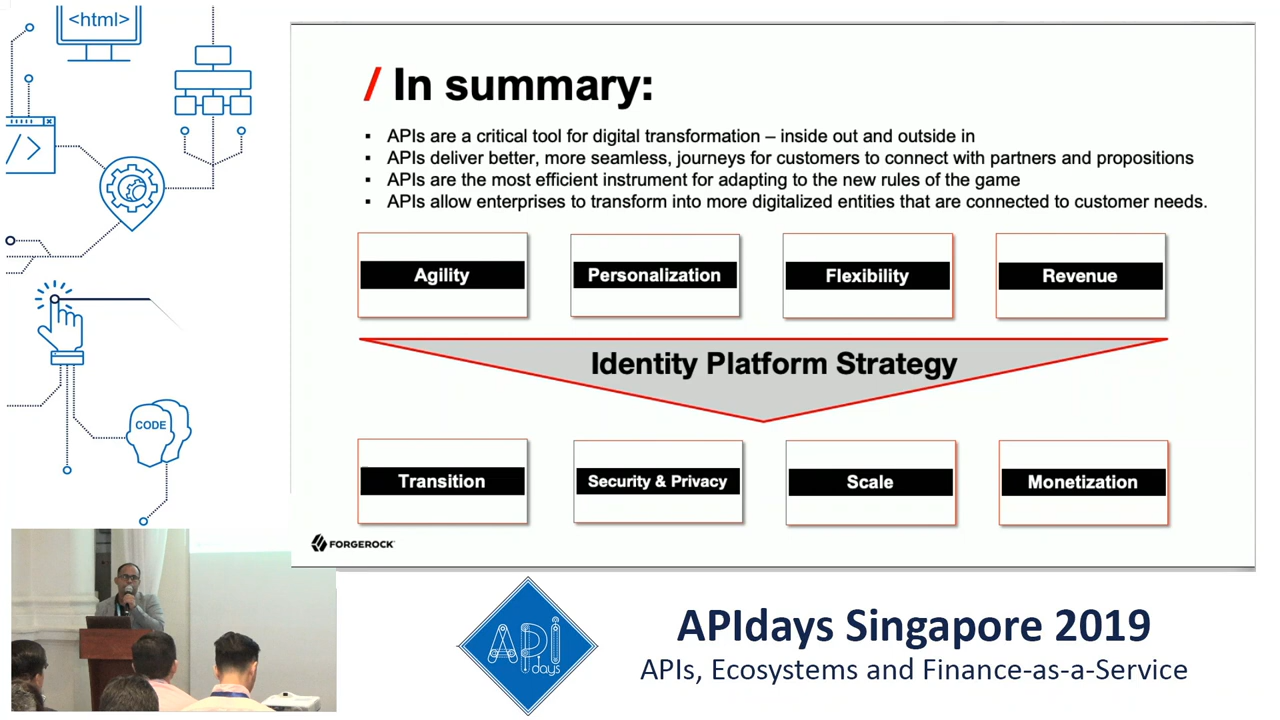 <html>
/ In summary:
▪ APIs are a critical tool for digital transformation – inside out and outside in
▪ APIs deliver better, more seamless, journeys for customers to connect with partners and propositions
▪ APIs are the most efficient instrument for adapting to the new rules of the game
▪ APIs allow enterprises to transform into more digitalized entities that are connected to customer needs.
</>
Agility
Personalization
Flexibility
Revenue
Identity Platform Strategy
CODE
Transition
Security & Privacy
Scale
Monetization
FORGEROCK
API
days
APIdays Singapore 2019
APIs, Ecosystems and Finance-as-a-Service